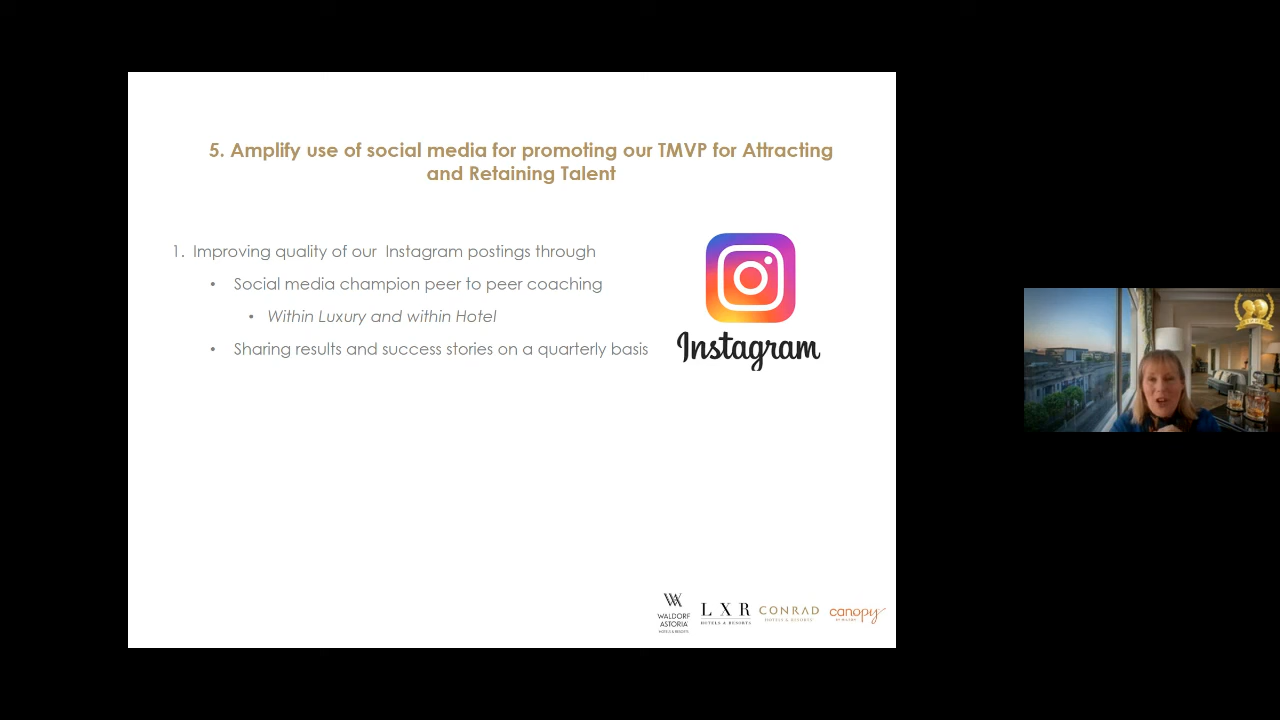 5. Amplify use of social media for promoting our TMVP for Attracting
and Retaining Talent
1. Improving quality of our Instagram postings through
• Social media champion peer to peer coaching
• Within Luxury and within Hotel
• Sharing results and success stories on a quarterly basis
Instagram
WALDORF
ASTORIA
HOTELS & RESORTS
LXR
HOTELS & RESORTS
CONRAD
HOTELS & RESORTS
canopy
BY HILTON